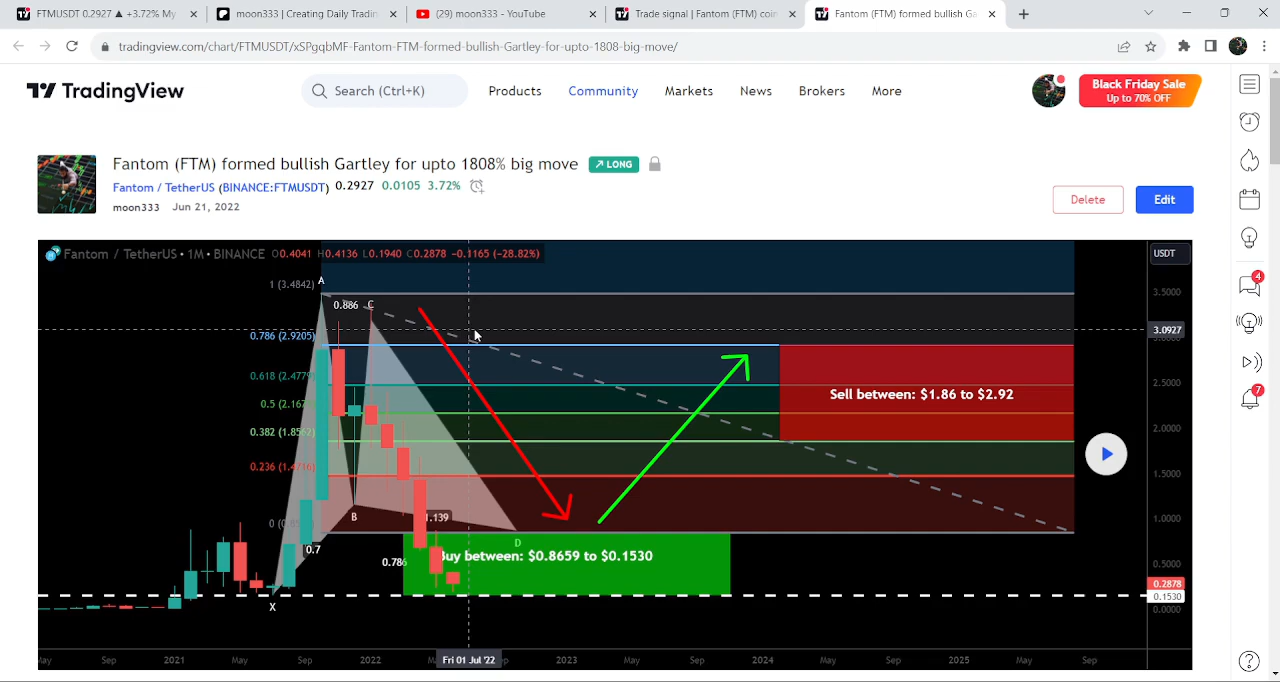 FTMUSDT 0.2927 ▲ +3.72% My
moon333 | Creating Daily Tradin
(29) moon333 - YouTube
Trade signal | Fantom (FTM) coin
Fantom (FTM) formed bullish Ga
tradingview.com/chart/FTMUSDT/xSPgqbMF-Fantom-FTM-formed-bullish-Gartley-for-upto-1808-big-move/
TradingView
Search (Ctrl+K)
Products
Community
Markets
News
Brokers
More
Black Friday Sale
Up to 70% OFF
Fantom (FTM) formed bullish Gartley for upto 1808% big move
LONG
Fantom / TetherUS (BINANCE:FTMUSDT) 0.2927 0.0105 3.72%
moon333 Jun 21, 2022
Delete
Edit
Fantom / TetherUS • 1M • BINANCE O0.4041 H0.4136 L0.1940 C0.2878 −0.1165 (−28.82%)
USDT
A
1 (3.4842)
3.5000
0.886 C
3.0927
0.786 (2.9205)
0.618 (2.4779)
2.5000
Sell between: $1.86 to $2.92
0.5 (2.167
0.382 (1.8562)
2.0000
0.236 (1.4716)
1.5000
B
1.139
1.0000
D
0.7
0.786
Buy between: $0.8659 to $0.1530
0.5000
0.2878
0.1530
X
0.0000
Sep 2021 May Sep 2022 Fri 01 Jul '22 2023 May Sep 2024 May Sep 2025 May Sep
4
7